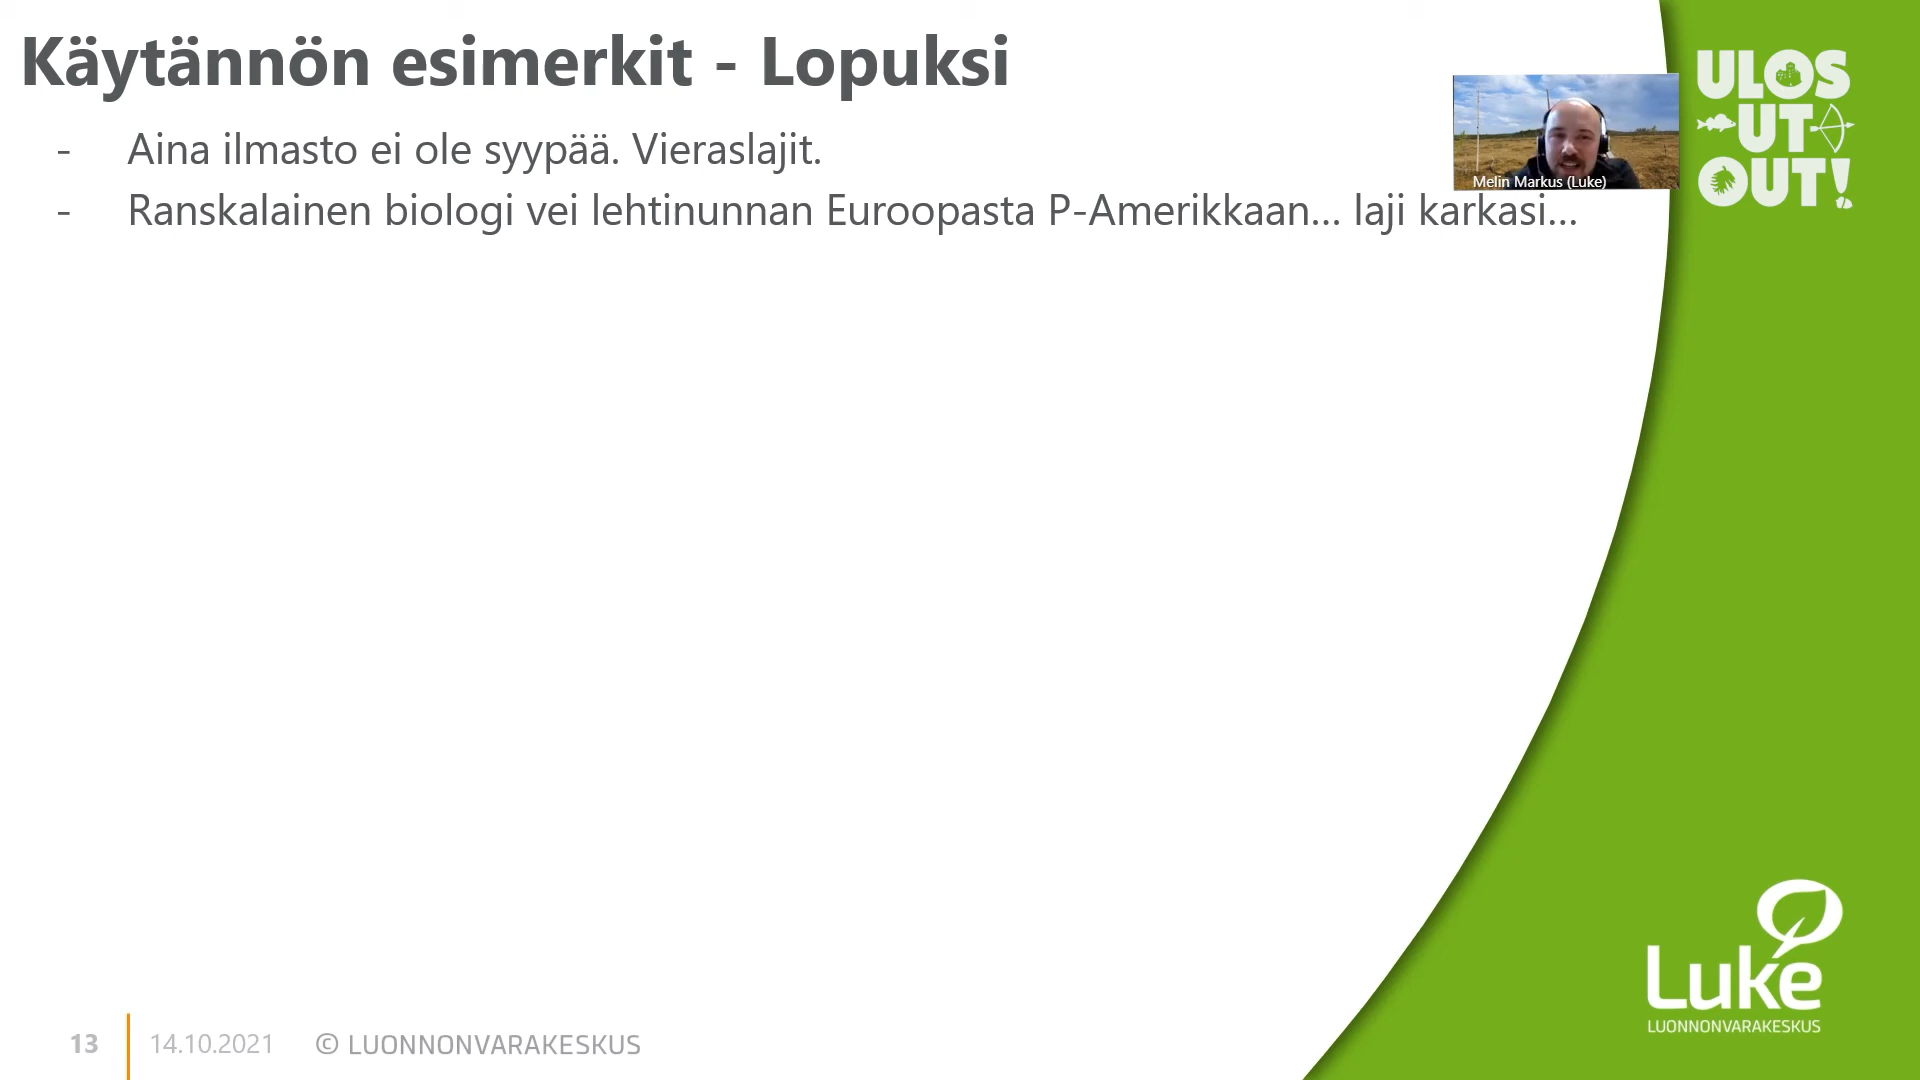 Käytännön esimerkit - Lopuksi
- Aina ilmasto ei ole syypää. Vieraslajit.
- Ranskalainen biologi vei lehtinunnan Euroopasta P-Amerikkaan... laji karkasi...
Melin Markus (Luke)
ULOS
UT
OUT!
Luke
LUONNONVARAKESKUS
13 14.10.2021 © LUONNONVARAKESKUS